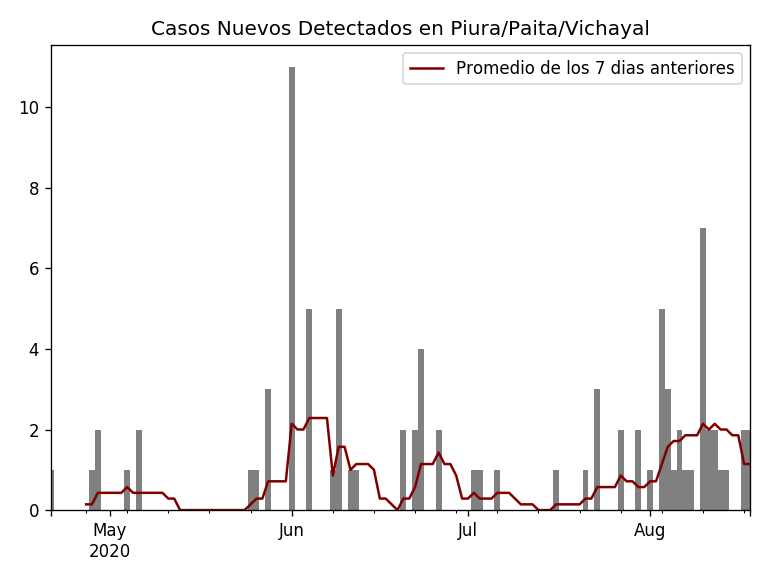 Casos Nuevos Detectados en Piura/Paita/Vichayal
Promedio de los 7 dias anteriores
10
8
6
4
2
0
May
2020
Jun
Jul
Aug